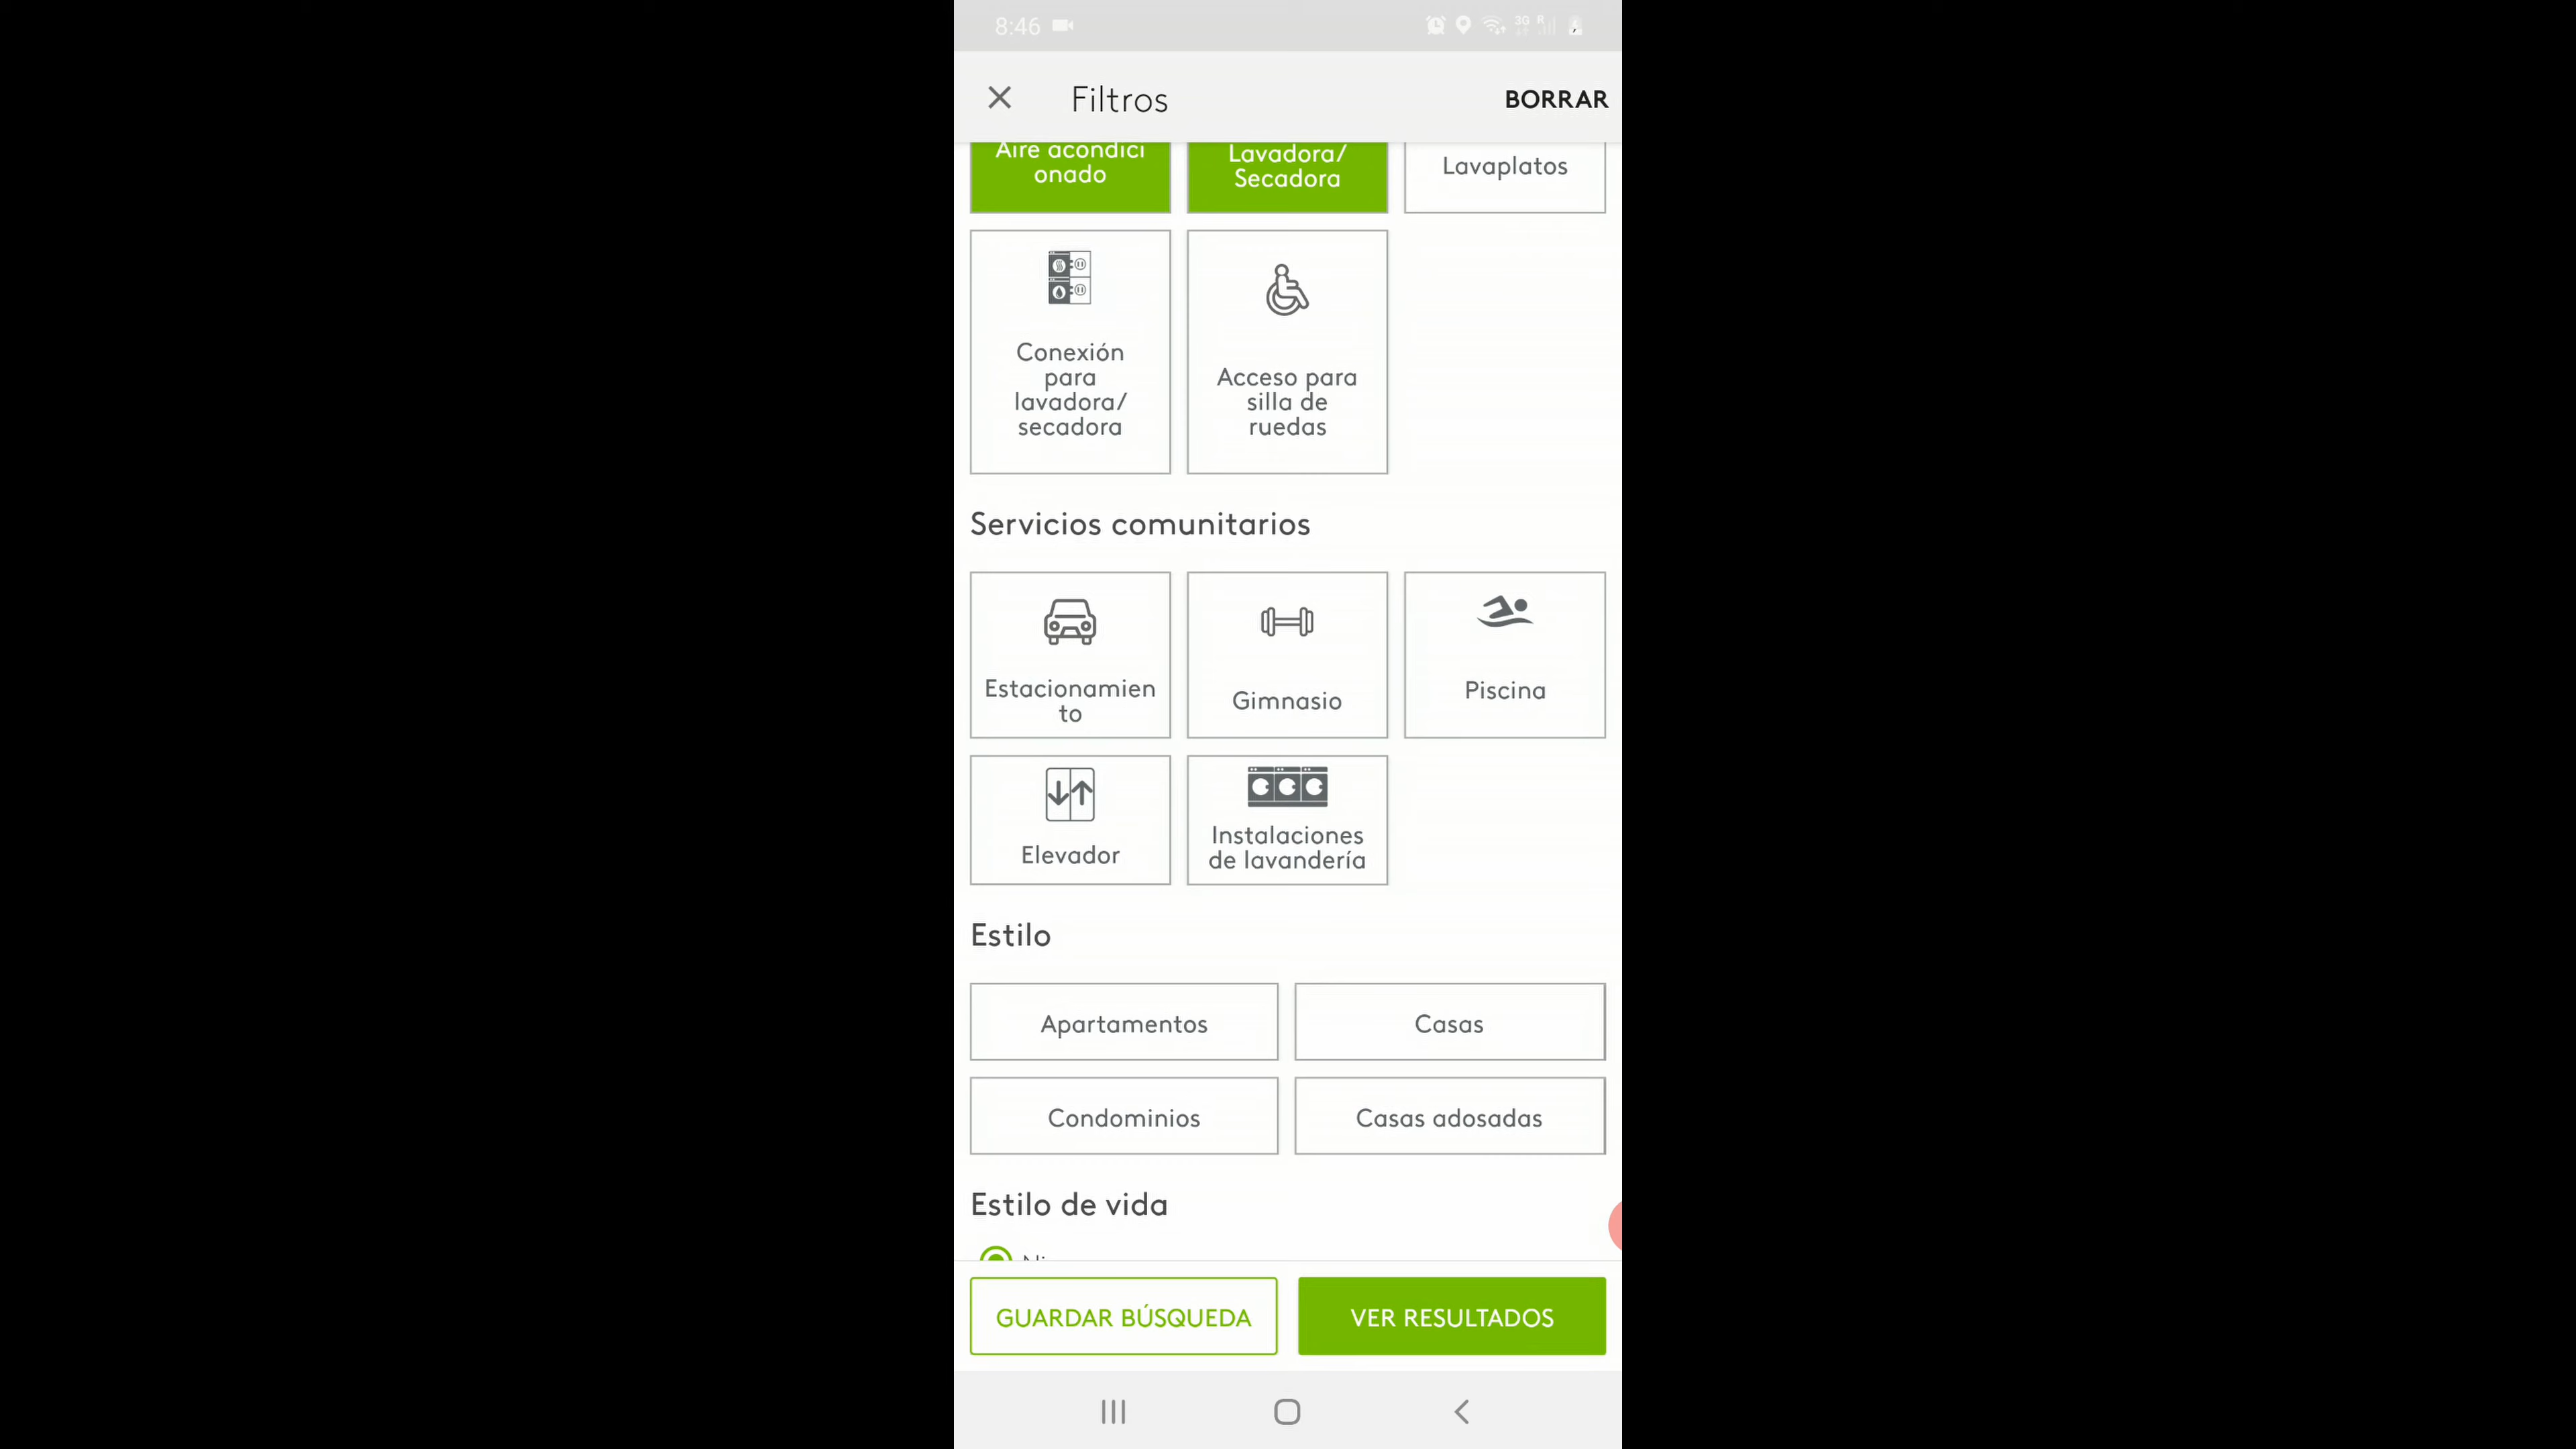 8:46
3G R
Filtros
BORRAR
Aire acondici
onado
Lavadora/
Secadora
Lavaplatos
Conexión
para
lavadora/
secadora
Acceso para
silla de
ruedas
Servicios comunitarios
Estacionamien
to
Gimnasio
Piscina
Elevador
Instalaciones
de lavandería
Estilo
Apartamentos
Casas
Condominios
Casas adosadas
Estilo de vida
GUARDAR BÚSQUEDA
VER RESULTADOS